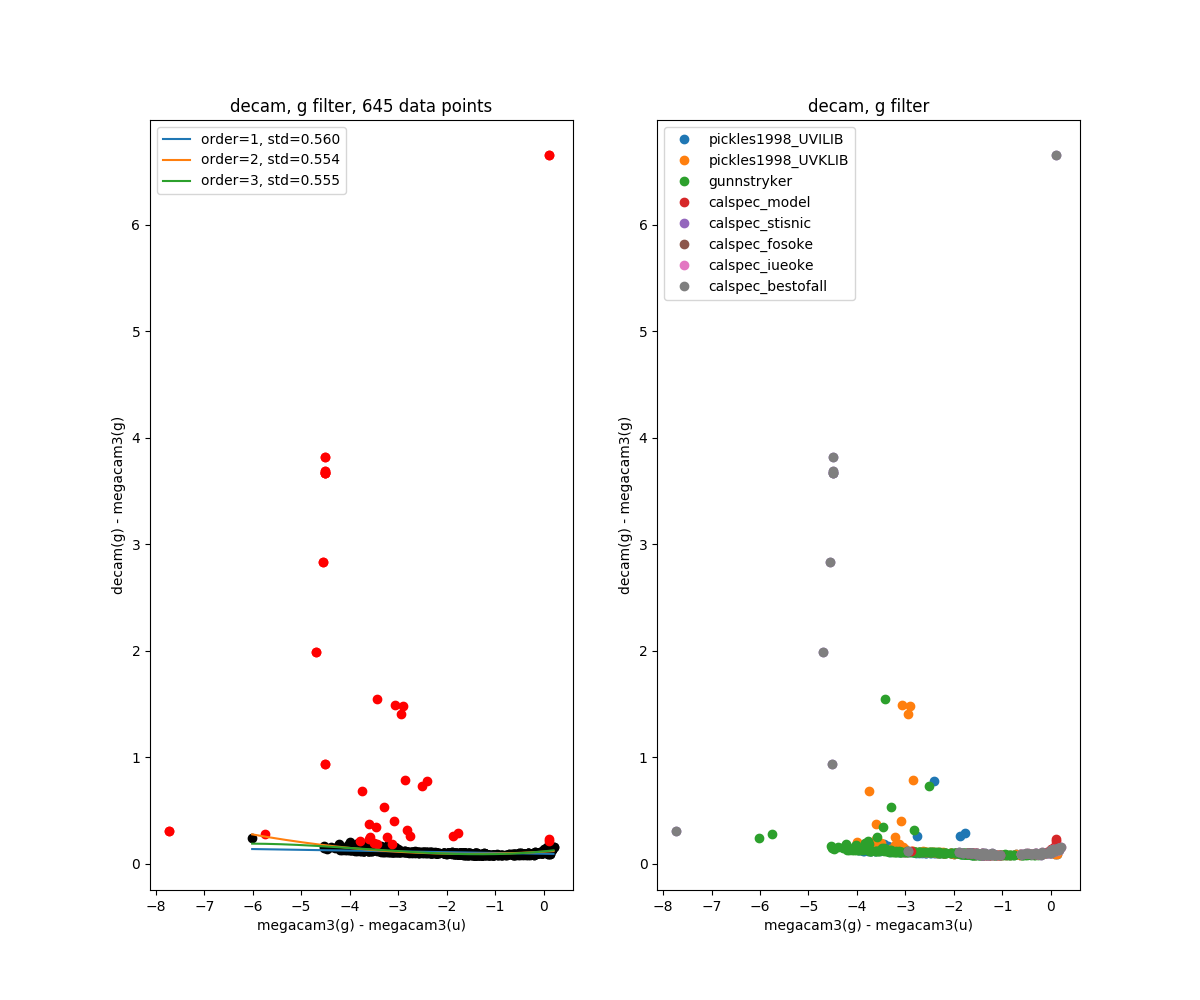 decam, g filter, 645 data points
order=1, std=0.560
order=2, std=0.554
order=3, std=0.555
decam(g) - megacam3(g)
6
5
4
3
2
1
0
−8 −7 −6 −5 −4 −3 −2 −1 0
megacam3(g) - megacam3(u)
decam, g filter
pickles1998_UVILIB
pickles1998_UVKLIB
gunnstryker
calspec_model
calspec_stisnic
calspec_fosoke
calspec_iueoke
calspec_bestofall
decam(g) - megacam3(g)
6
5
4
3
2
1
0
−8 −7 −6 −5 −4 −3 −2 −1 0
megacam3(g) - megacam3(u)